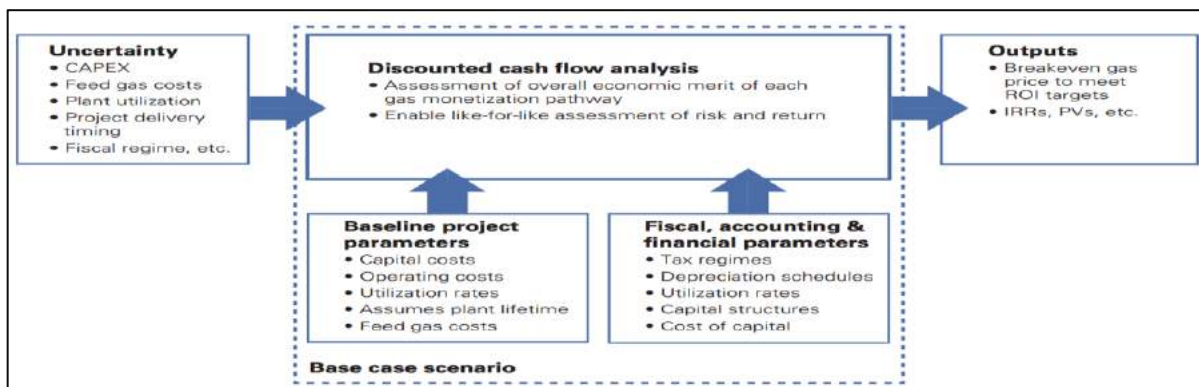 Uncertainty
• CAPEX
• Feed gas costs
• Plant utilization
• Project delivery
timing
• Fiscal regime, etc.
Discounted cash flow analysis
• Assessment of overall economic merit of each
gas monetization pathway
• Enable like-for-like assessment of risk and return
Outputs
• Breakeven gas
price to meet
ROI targets
• IRRs, PVs, etc.
Baseline project
parameters
• Capital costs
• Operating costs
• Utilization rates
• Assumes plant lifetime
• Feed gas costs
Fiscal, accounting &
financial parameters
• Tax regimes
• Depreciation schedules
• Utilization rates
• Capital structures
• Cost of capital
Base case scenario